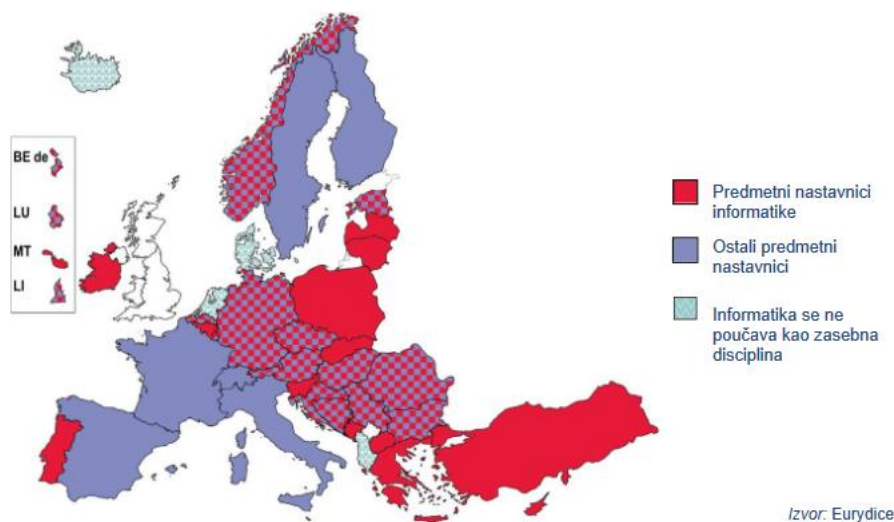 BE de
LU
MT
LI
Predmetni nastavnici
informatike
Ostali predmetni
nastavnici
Informatika se ne
poučava kao zasebna
disciplina
Izvor: Eurydice